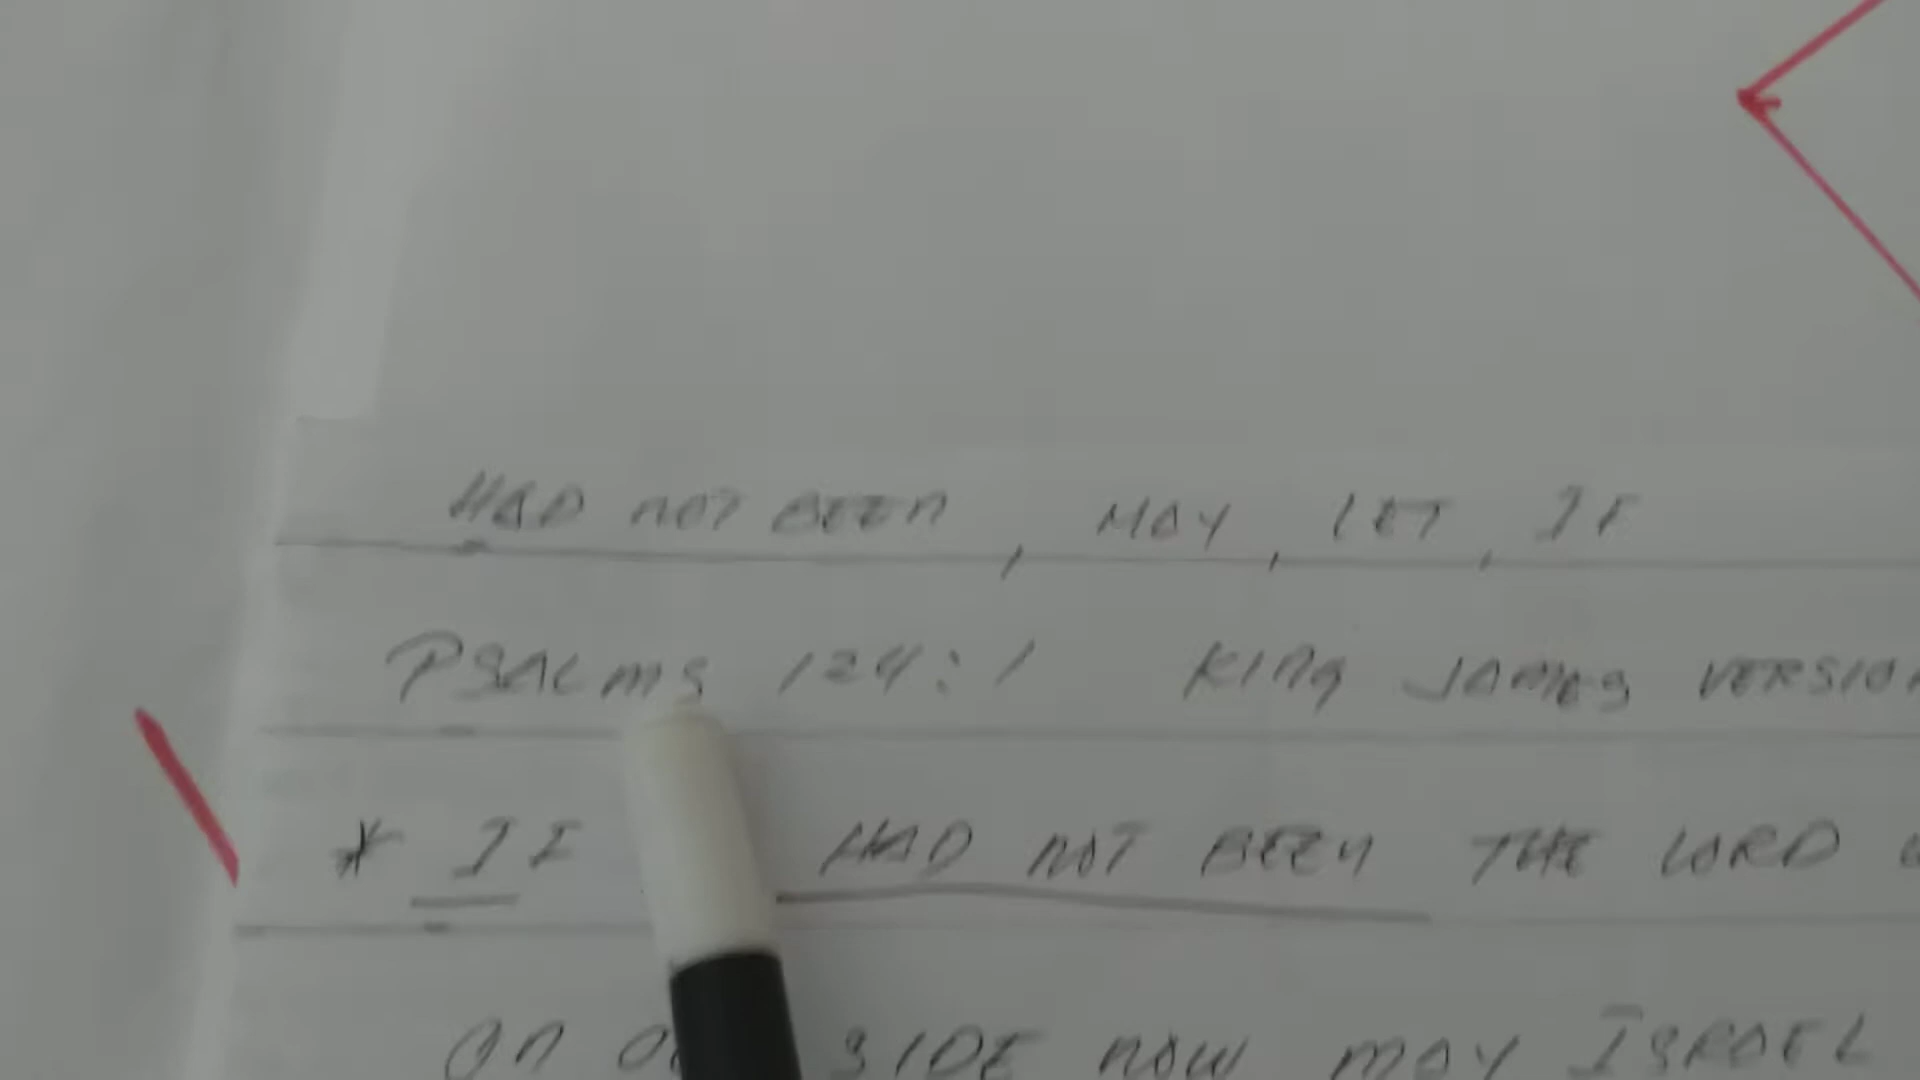 HAD NOT BEEN, MAY, LET, IF
PSALMS 124:1 KING JAMES VERSION
* IF HAD NOT BEEN THE LORD
ON SIDE NOW MAY ISRAEL